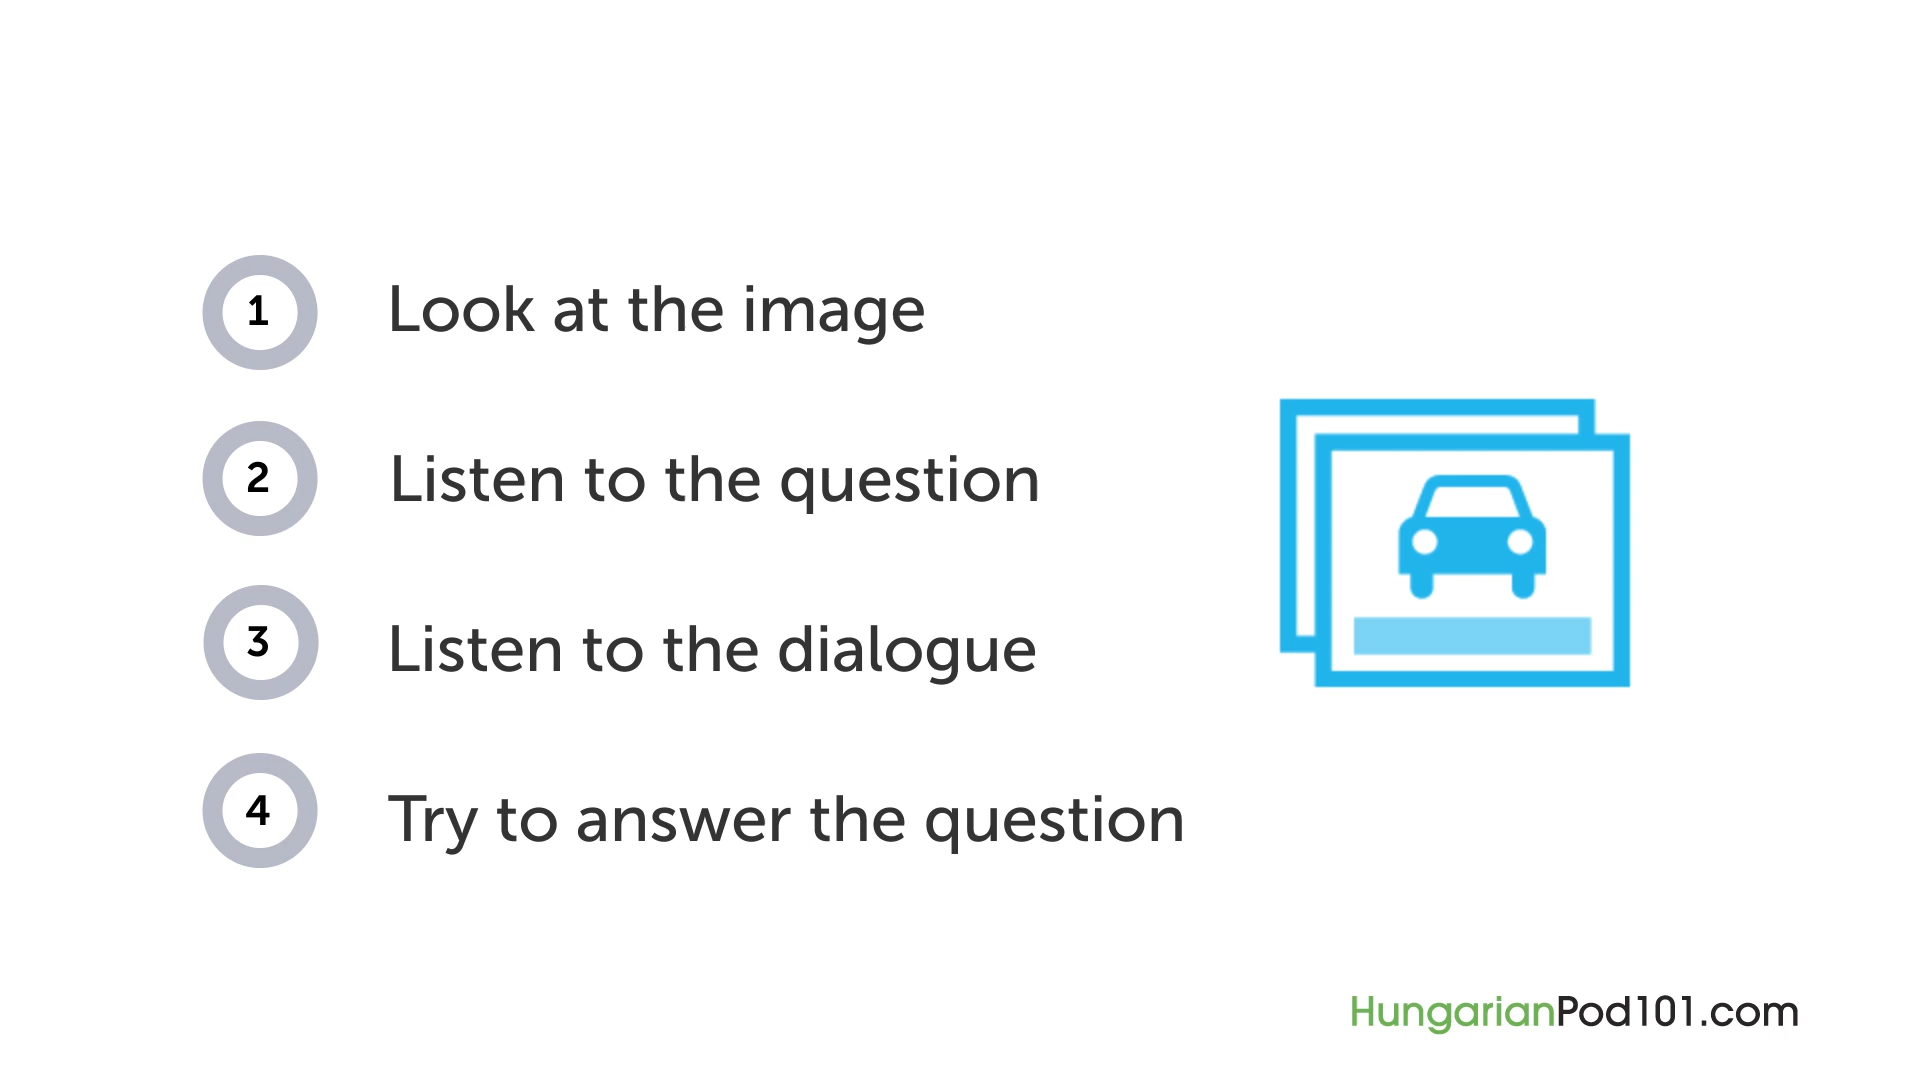 1 Look at the image
2 Listen to the question
3 Listen to the dialogue
4 Try to answer the question
HungarianPod101.com